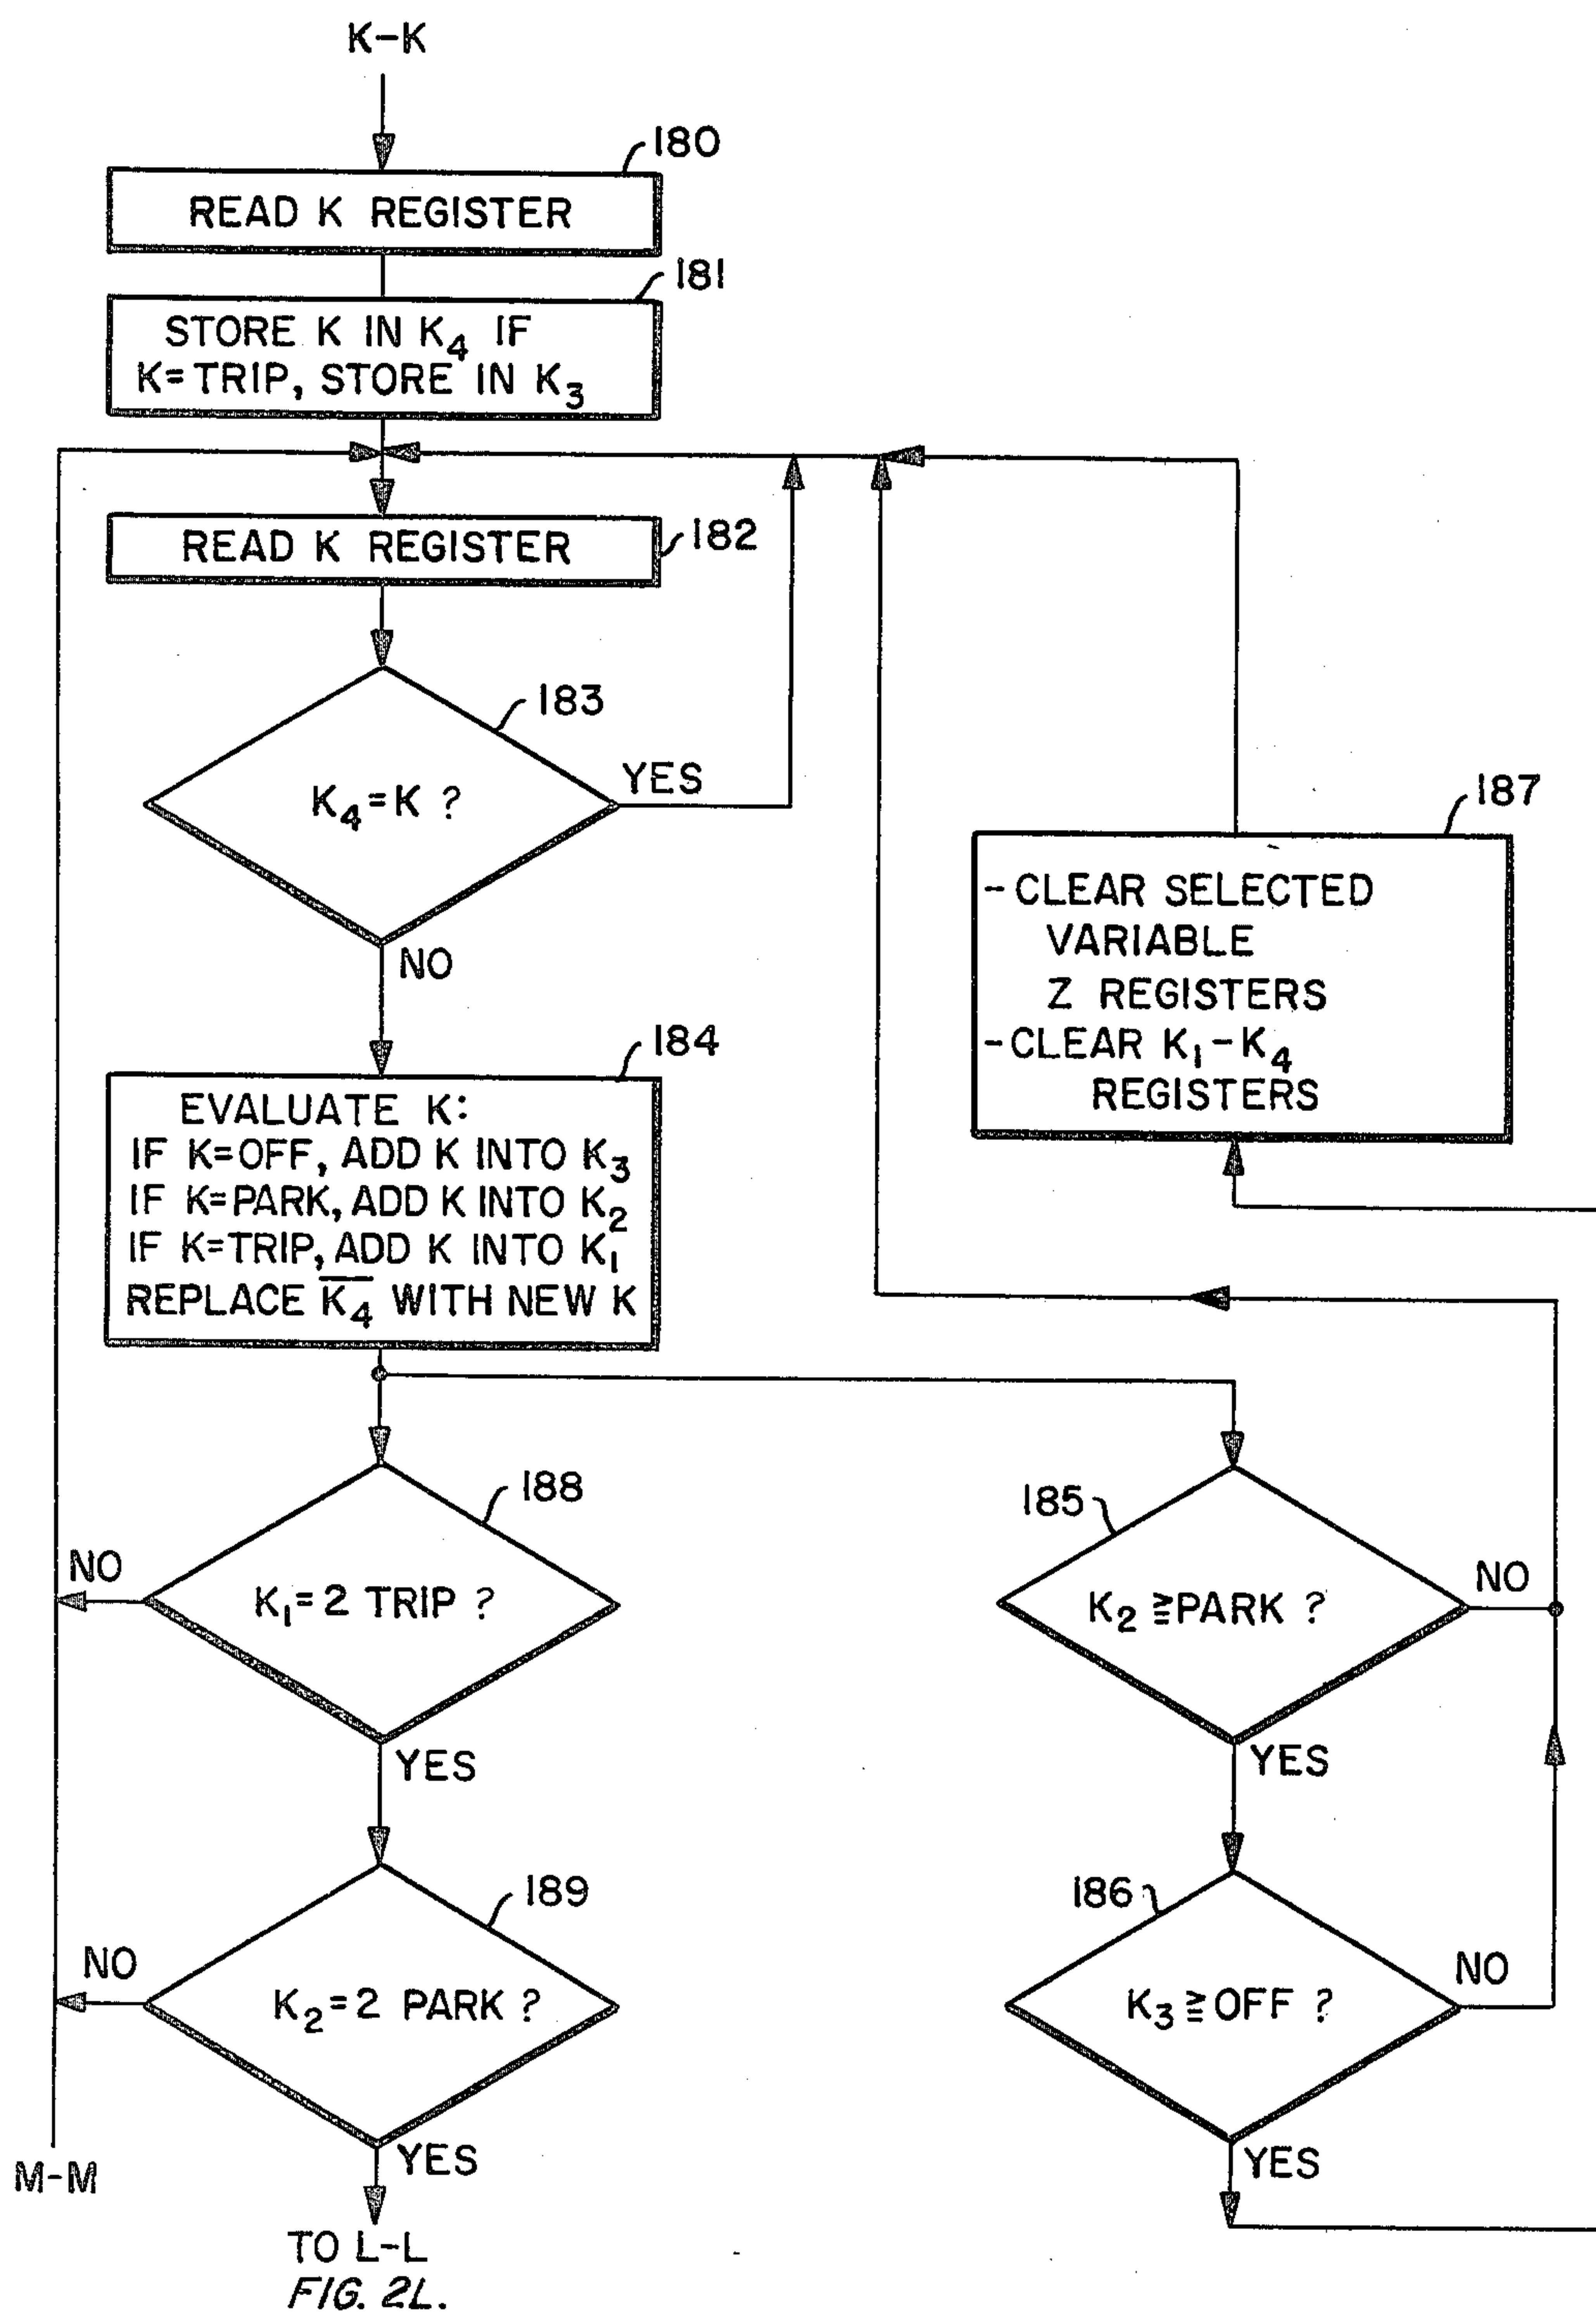 K-K
180
READ K REGISTER
181
STORE K IN K₄ IF
K=TRIP, STORE IN K₃
READ K REGISTER
182
183
K₄=K ?
YES
NO
187
-CLEAR SELECTED
VARIABLE
Z REGISTERS
-CLEAR K₁-K₄
REGISTERS
184
EVALUATE K:
IF K=OFF, ADD K INTO K₃
IF K=PARK, ADD K INTO K₂
IF K=TRIP, ADD K INTO K₁
REPLACE K̅₄̅ WITH NEW K
188
K₁=2 TRIP ?
NO
YES
185
K₂≧PARK ?
NO
YES
189
K₂=2 PARK ?
NO
YES
186
K₃≧OFF ?
NO
YES
M-M
TO L-L
FIG. 2L.